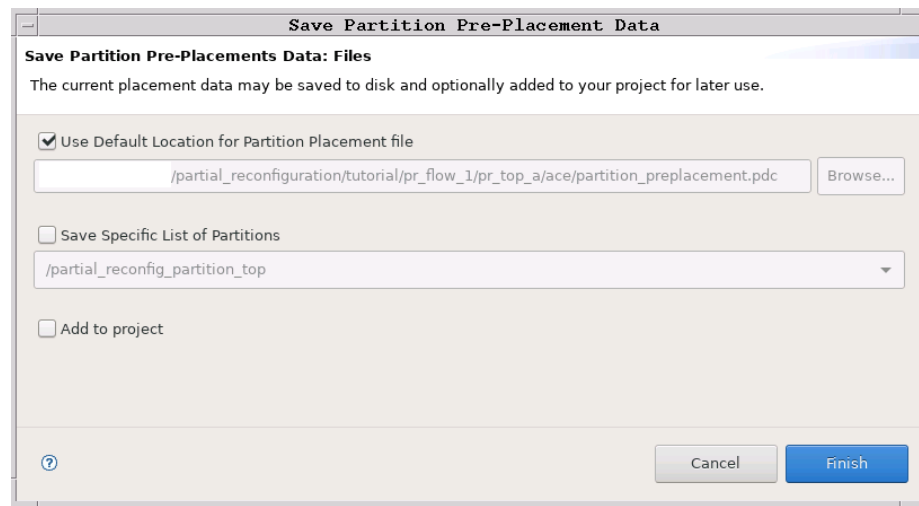 Save Partition Pre-Placement Data
Save Partition Pre-Placements Data: Files
The current placement data may be saved to disk and optionally added to your project for later use.
Use Default Location for Partition Placement file
/partial_reconfiguration/tutorial/pr_flow_1/pr_top_a/ace/partition_preplacement.pdc Browse...
Save Specific List of Partitions
/partial_reconfig_partition_top
Add to project
? Cancel Finish